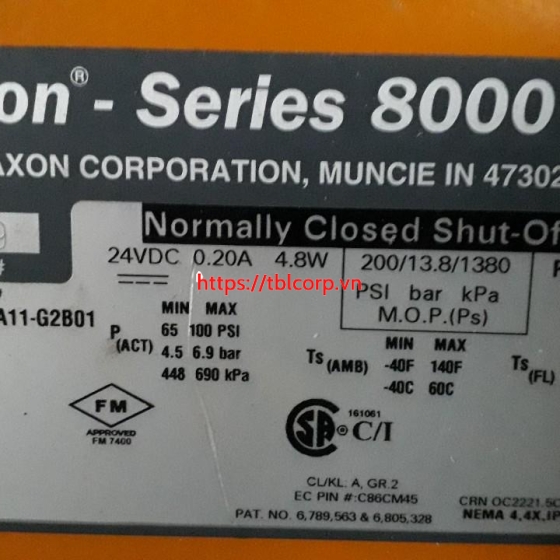 on® - Series 8000
AXON CORPORATION, MUNCIE IN 47302
9 Normally Closed Shut-Of
24VDC 0.20A 4.8W 200/13.8/1380
https://tblcorp.vn
PSI bar kPa
M.O.P.(Ps)
A11-G2B01
P(ACT)
MIN MAX
65 100 PSI
4.5 6.9 bar
448 690 kPa
Ts(AMB)
MIN MAX
-40F 140F
-40C 60C
Ts(FL)
FM
APPROVED
FM 7400
161061
CSA® C/I
CL/KL: A, GR.2
EC PIN #:C86CM45
CRN OC2221.5C
PAT. NO. 6,789,563 & 6,805,328
NEMA 4,4X,IP